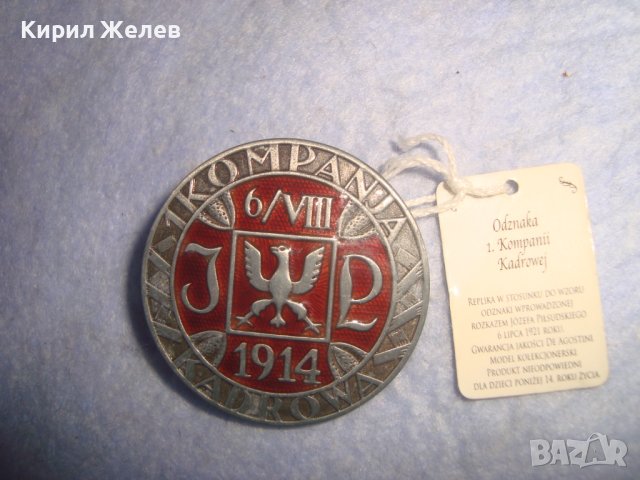 Кирил Желев
1 KOMPANJA
6/VIII
J P
1914
KADROWA
Odznaka
1. Kompanii
Kadrowej
REPLIKA W STOSUNKU DO WZORU
ODZNAKI WPROWADZONEJ
ROZKAZEM JÓZEFA PIŁSUDSKIEGO
6 LIPCA 1921 ROKU.
GWARANCJA JAKOŚCI DE AGOSTINI.
MODEL KOLEKCJONERSKI
PRODUKT NIEODPOWIEDNI
DLA DZIECI PONIŻEJ 14. ROKU ŻYCIA.
BAZAR